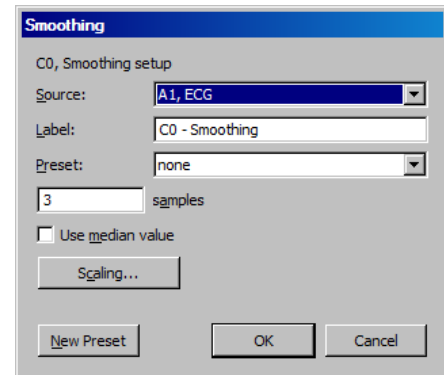 Smoothing
C0, Smoothing setup
Source: A1, ECG
Label: C0 - Smoothing
Preset: none
3 samples
Use median value
Scaling...
New Preset OK Cancel